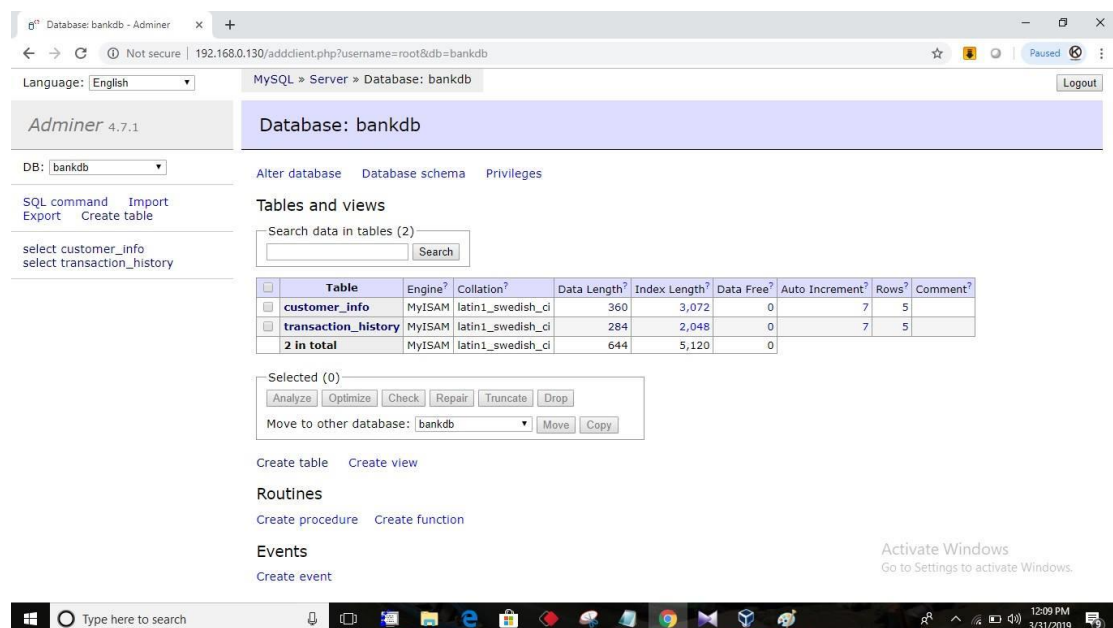 Database: bankdb - Adminer
Not secure | 192.168.0.130/addclient.php?username=root&db=bankdb
Paused
Language: English
MySQL » Server » Database: bankdb
Logout
Adminer 4.7.1
Database: bankdb
DB: bankdb
Alter database Database schema Privileges
SQL command Import
Export Create table
Tables and views
Search data in tables (2)
Search
select customer_info
select transaction_history
Table Engine? Collation? Data Length? Index Length? Data Free? Auto Increment? Rows? Comment?
customer_info MyISAM latin1_swedish_ci 360 3,072 0 7 5
transaction_history MyISAM latin1_swedish_ci 284 2,048 0 7 5
2 in total MyISAM latin1_swedish_ci 644 5,120 0
Selected (0)
Analyze Optimize Check Repair Truncate Drop
Move to other database: bankdb Move Copy
Create table Create view
Routines
Create procedure Create function
Events
Create event
Activate Windows
Go to Settings to activate Windows.
Type here to search
12:09 PM
3/31/2019